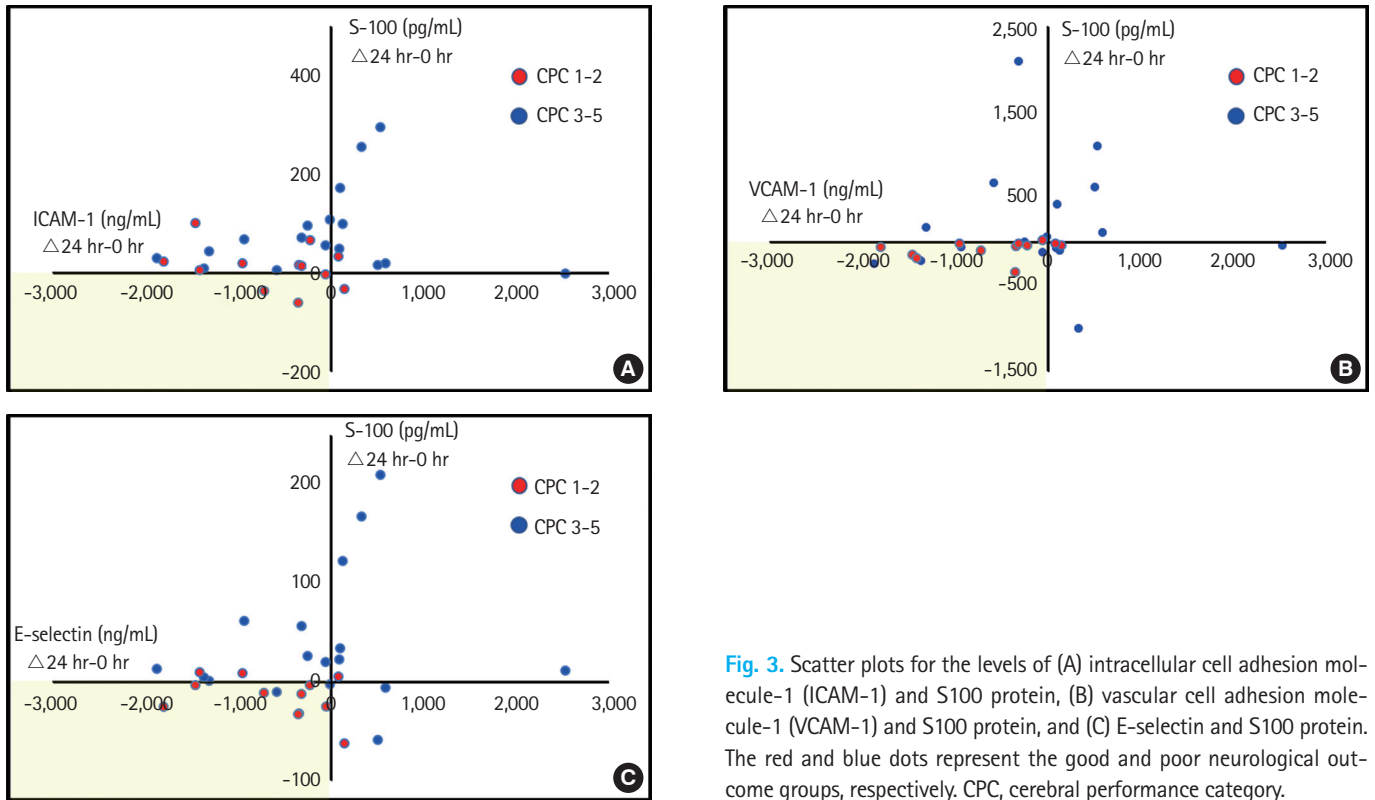 S-100 (pg/mL)
△24 hr-0 hr
400
CPC 1-2
CPC 3-5
200
ICAM-1 (ng/mL)
△24 hr-0 hr
0
-3,000 -2,000 -1,000 0 1,000 2,000 3,000
-200
A
2,500
S-100 (pg/mL)
△24 hr-0 hr
CPC 1-2
1,500
CPC 3-5
VCAM-1 (ng/mL)
500
△24 hr-0 hr
-3,000 -2,000 -1,000 0 1,000 2,000 3,000
-500
-1,500
B
S-100 (pg/mL)
△24 hr-0 hr
200
CPC 1-2
CPC 3-5
100
E-selectin (ng/mL)
△24 hr-0 hr
0
-3,000 -2,000 -1,000 0 1,000 2,000 3,000
-100
C
Fig. 3. Scatter plots for the levels of (A) intracellular cell adhesion mol-
ecule-1 (ICAM-1) and S100 protein, (B) vascular cell adhesion mole-
cule-1 (VCAM-1) and S100 protein, and (C) E-selectin and S100 protein.
The red and blue dots represent the good and poor neurological out-
come groups, respectively. CPC, cerebral performance category.